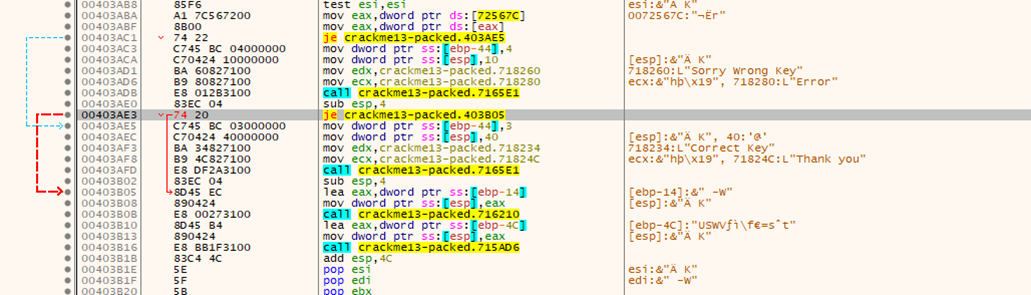 00403AB8 85F6 test esi,esi esi:&"Ä K"
00403ABA A1 7C567200 mov eax,dword ptr ds:[72567C] 0072567C:"¬Ër"
00403ABF 8B00 mov eax,dword ptr ds:[eax]
00403AC1 74 22 je crackme13-packed.403AE5
00403AC3 C745 BC 04000000 mov dword ptr ss:[ebp-44],4
00403ACA C70424 10000000 mov dword ptr ss:[esp],10 [esp]:&"Ä K"
00403AD1 BA 60827100 mov edx,crackme13-packed.718260 718260:L"Sorry Wrong Key"
00403AD6 B9 80827100 mov ecx,crackme13-packed.718280 ecx:&"hþ\x19", 718280:L"Error"
00403ADB E8 012B3100 call crackme13-packed.7165E1
00403AE0 83EC 04 sub esp,4
00403AE3 74 20 je crackme13-packed.403B05
00403AE5 C745 BC 03000000 mov dword ptr ss:[ebp-44],3
00403AEC C70424 40000000 mov dword ptr ss:[esp],40 [esp]:&"Ä K", 40:'@'
00403AF3 BA 34827100 mov edx,crackme13-packed.718234 718234:L"Correct Key"
00403AF8 B9 4C827100 mov ecx,crackme13-packed.71824C ecx:&"hþ\x19", 71824C:L"Thank you"
00403AFD E8 DF2A3100 call crackme13-packed.7165E1
00403B02 83EC 04 sub esp,4
00403B05 8D45 EC lea eax,dword ptr ss:[ebp-14] [ebp-14]:&" -W"
00403B08 890424 mov dword ptr ss:[esp],eax [esp]:&"Ä K"
00403B0B E8 00273100 call crackme13-packed.716210
00403B10 8D45 B4 lea eax,dword ptr ss:[ebp-4C]
00403B13 890424 mov dword ptr ss:[esp],eax [esp]:&"Ä K"
00403B16 E8 BB1F3100 call crackme13-packed.715AD6
00403B1B 83C4 4C add esp,4C
00403B1E 5E pop esi esi:&"Ä K"
00403B1F 5F pop edi edi:&" -W"
00403B20 5B pop ebx